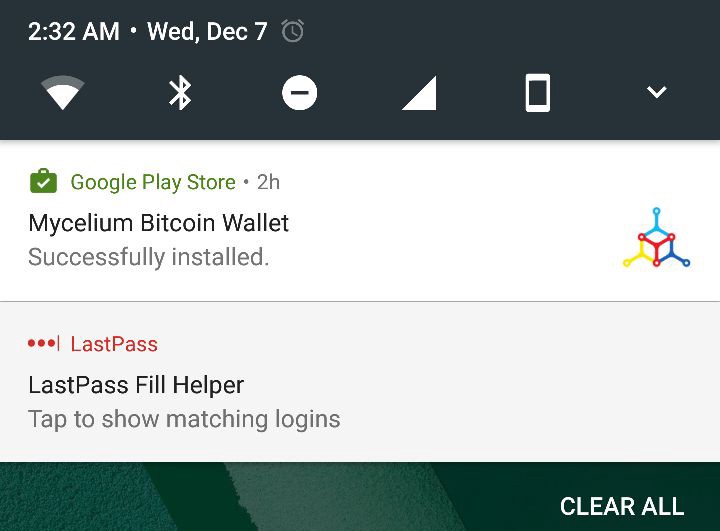 2:32 AM • Wed, Dec 7
Google Play Store • 2h
Mycelium Bitcoin Wallet
Successfully installed.
LastPass
LastPass Fill Helper
Tap to show matching logins
CLEAR ALL